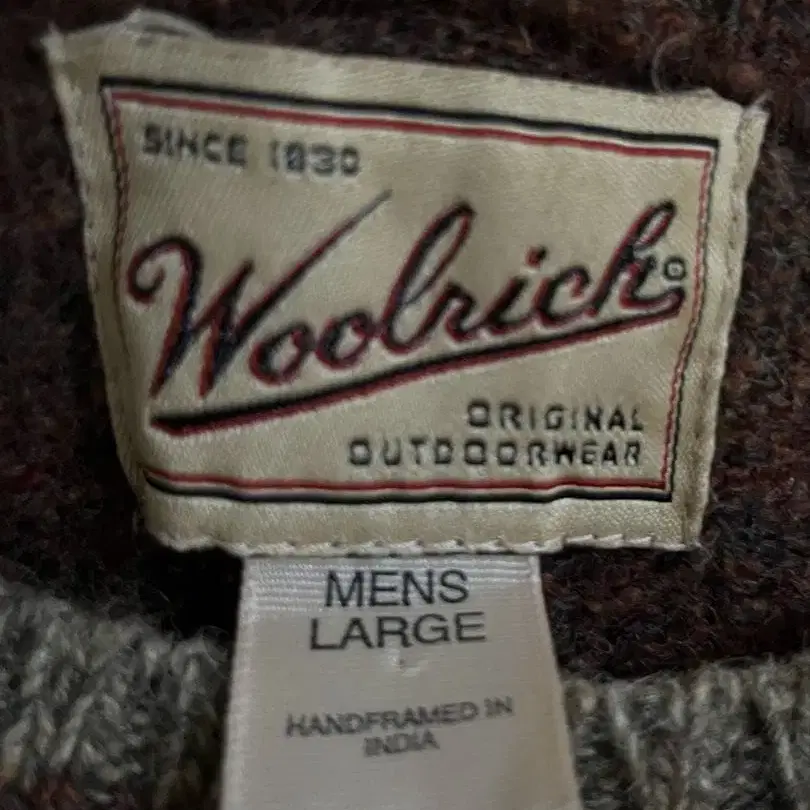 SINCE 1830
Woolrich®
ORIGINAL
OUTDOORWEAR
MENS
LARGE
HANDFRAMED IN
INDIA